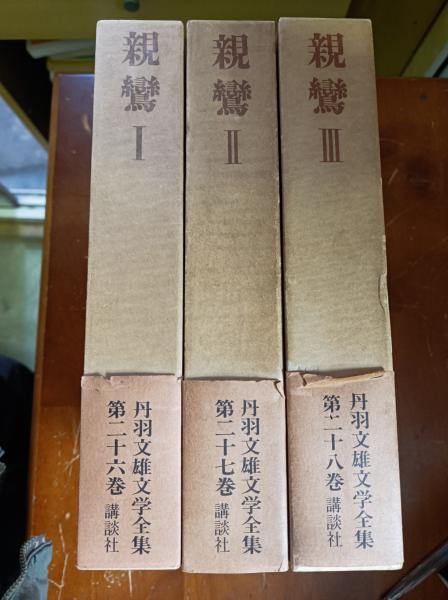 親鸞 Ⅰ
丹羽文雄文学全集
第二十六巻 講談社
親鸞 Ⅱ
丹羽文雄文学全集
第二十七巻 講談社
親鸞 Ⅲ
丹羽文雄文学全集
第二十八巻 講談社